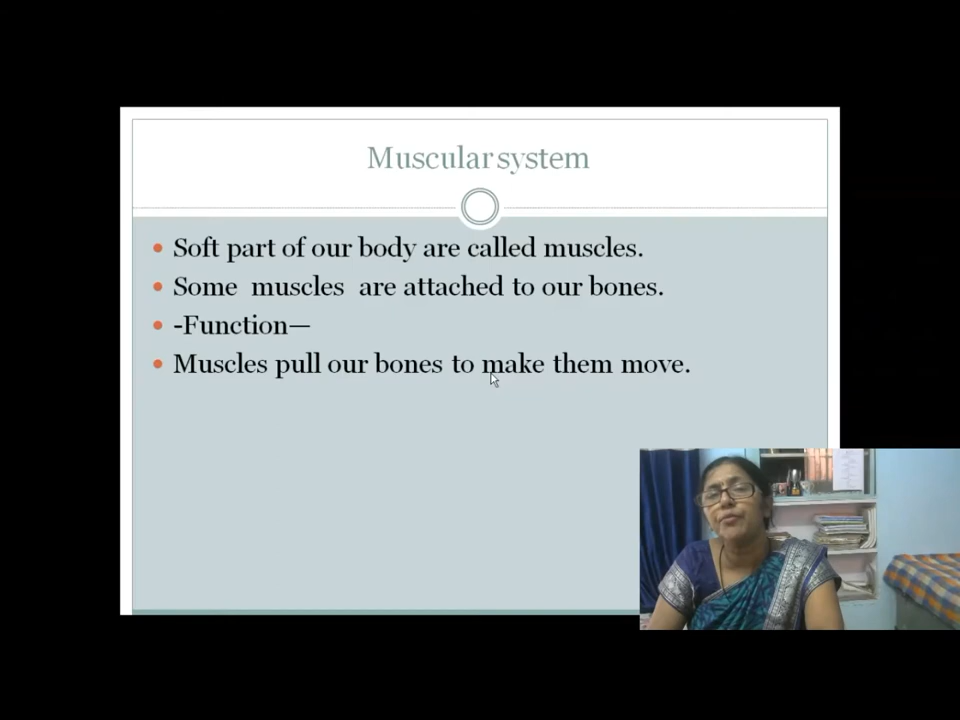 Muscular system
Soft part of our body are called muscles.
Some muscles are attached to our bones.
-Function—
Muscles pull our bones to make them move.